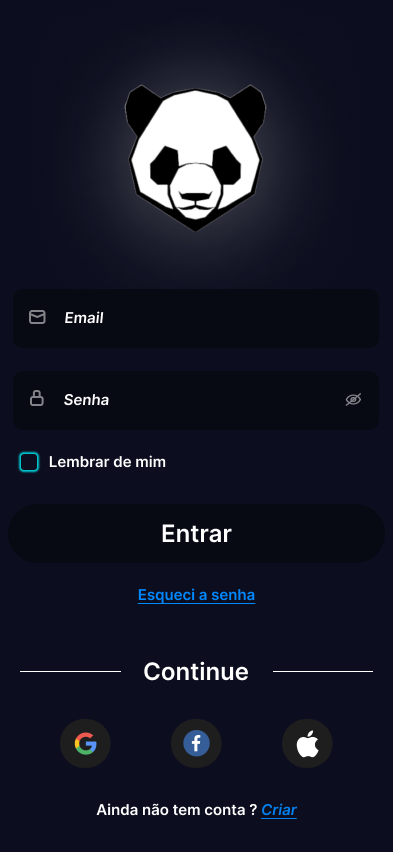 Email
Senha
Lembrar de mim
Entrar
Esqueci a senha
Continue
Ainda não tem conta ? Criar